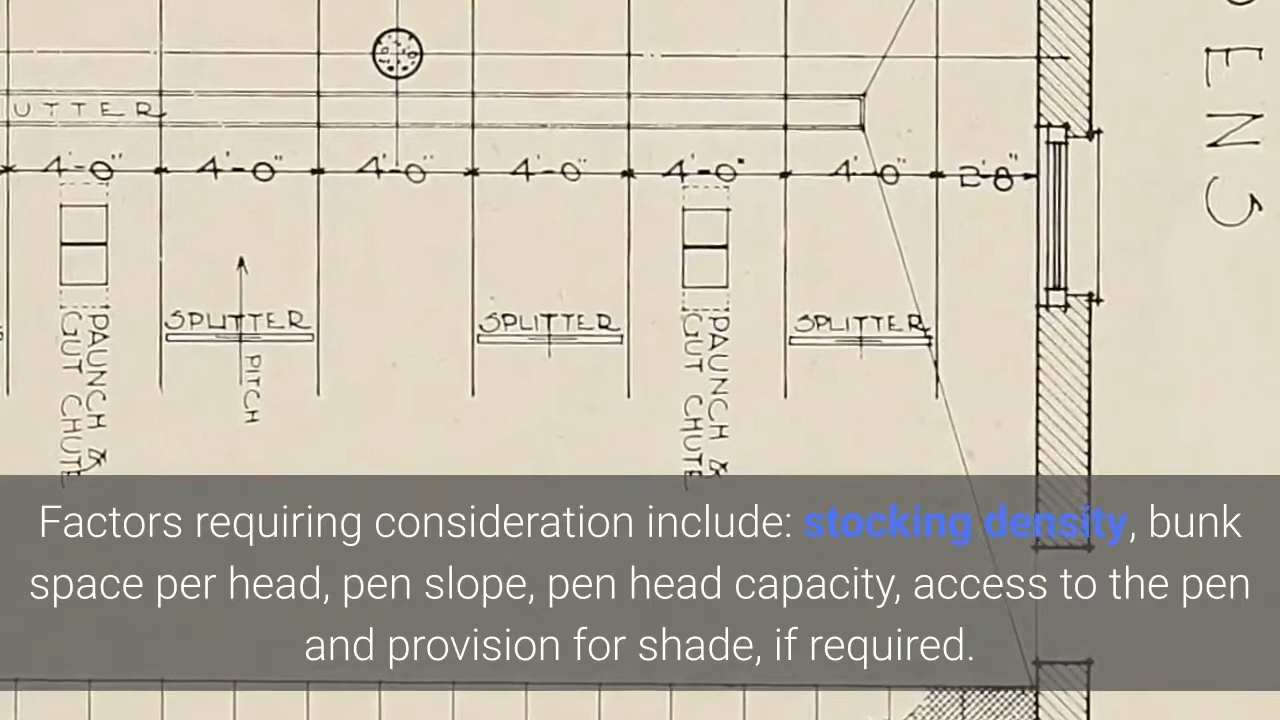 UTTER
4'-0" 4'-0" 4'-0" 4'-0" 4'-0" 4'-0" 2'-8"
SPLITTER SPLITTER SPLITTER
PITCH
PAUNCH &
GUT CHUTE
PAUNCH &
GUT CHUTE
ENS
Factors requiring consideration include: stocking density, bunk
space per head, pen slope, pen head capacity, access to the pen
and provision for shade, if required.